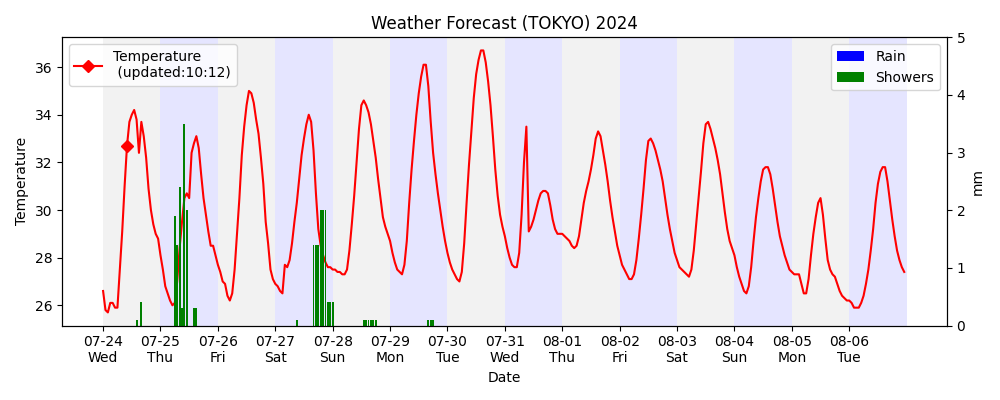 Weather Forecast (TOKYO) 2024
Temperature
(updated:10:12)
Rain
Showers
Temperature
36
34
32
30
28
26
5
4
3
2
1
0
mm
07-24 07-25 07-26 07-27 07-28 07-29 07-30 07-31 08-01 08-02 08-03 08-04 08-05 08-06
Wed Thu Fri Sat Sun Mon Tue Wed Thu Fri Sat Sun Mon Tue
Date